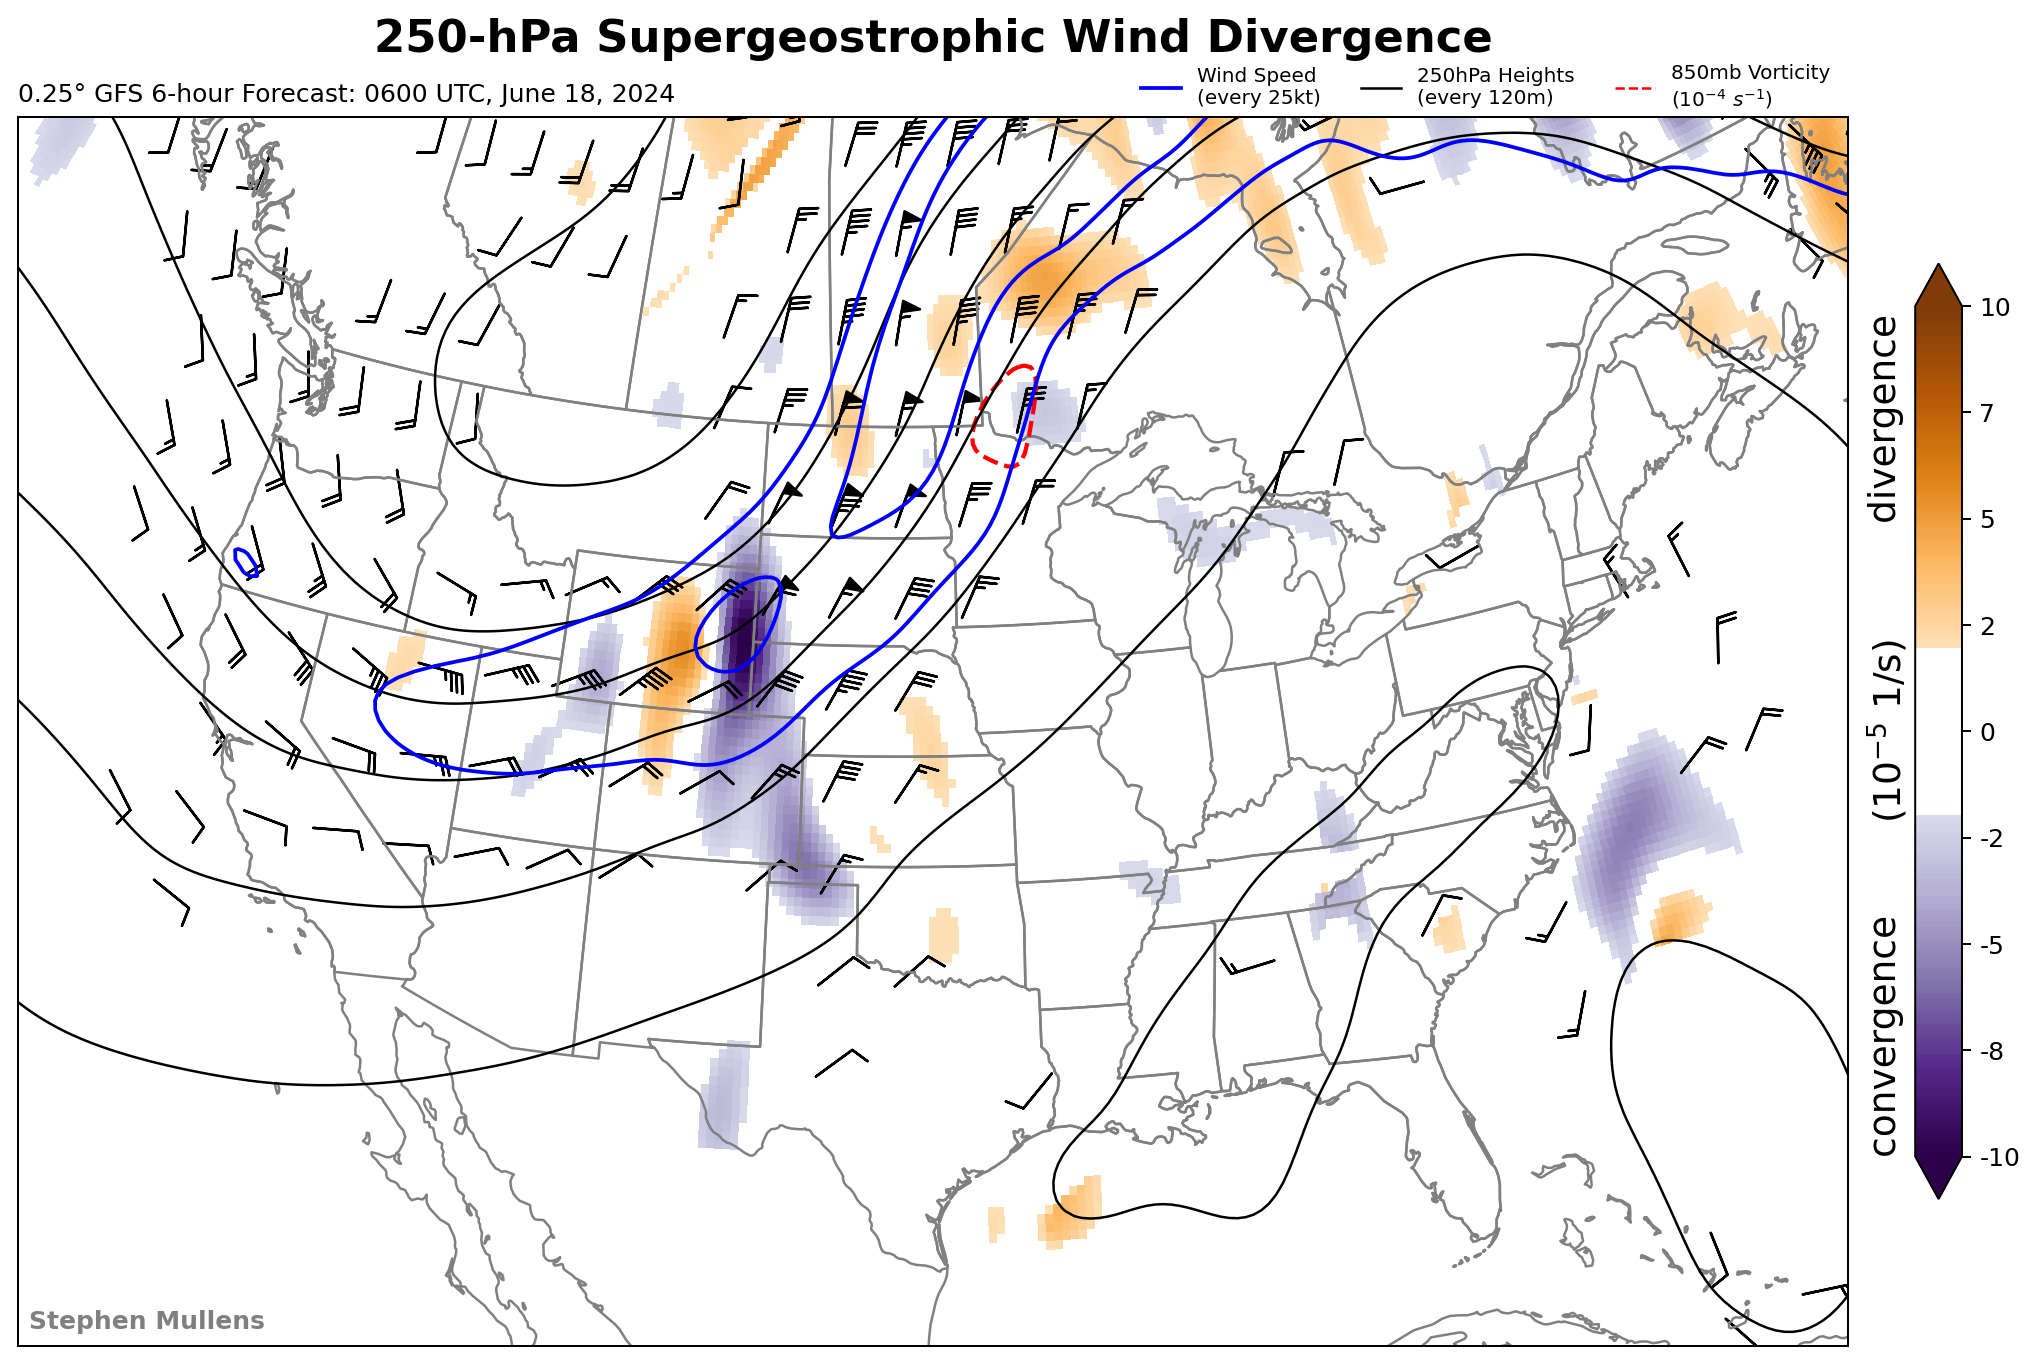 250-hPa Supergeostrophic Wind Divergence
0.25° GFS 6-hour Forecast: 0600 UTC, June 18, 2024
Wind Speed
(every 25kt)
250hPa Heights
(every 120m)
850mb Vorticity
(10⁻⁴ s⁻¹)
10
7
5
2
0
-2
-5
-8
-10
convergence (10⁻⁵ 1/s) divergence
Stephen Mullens